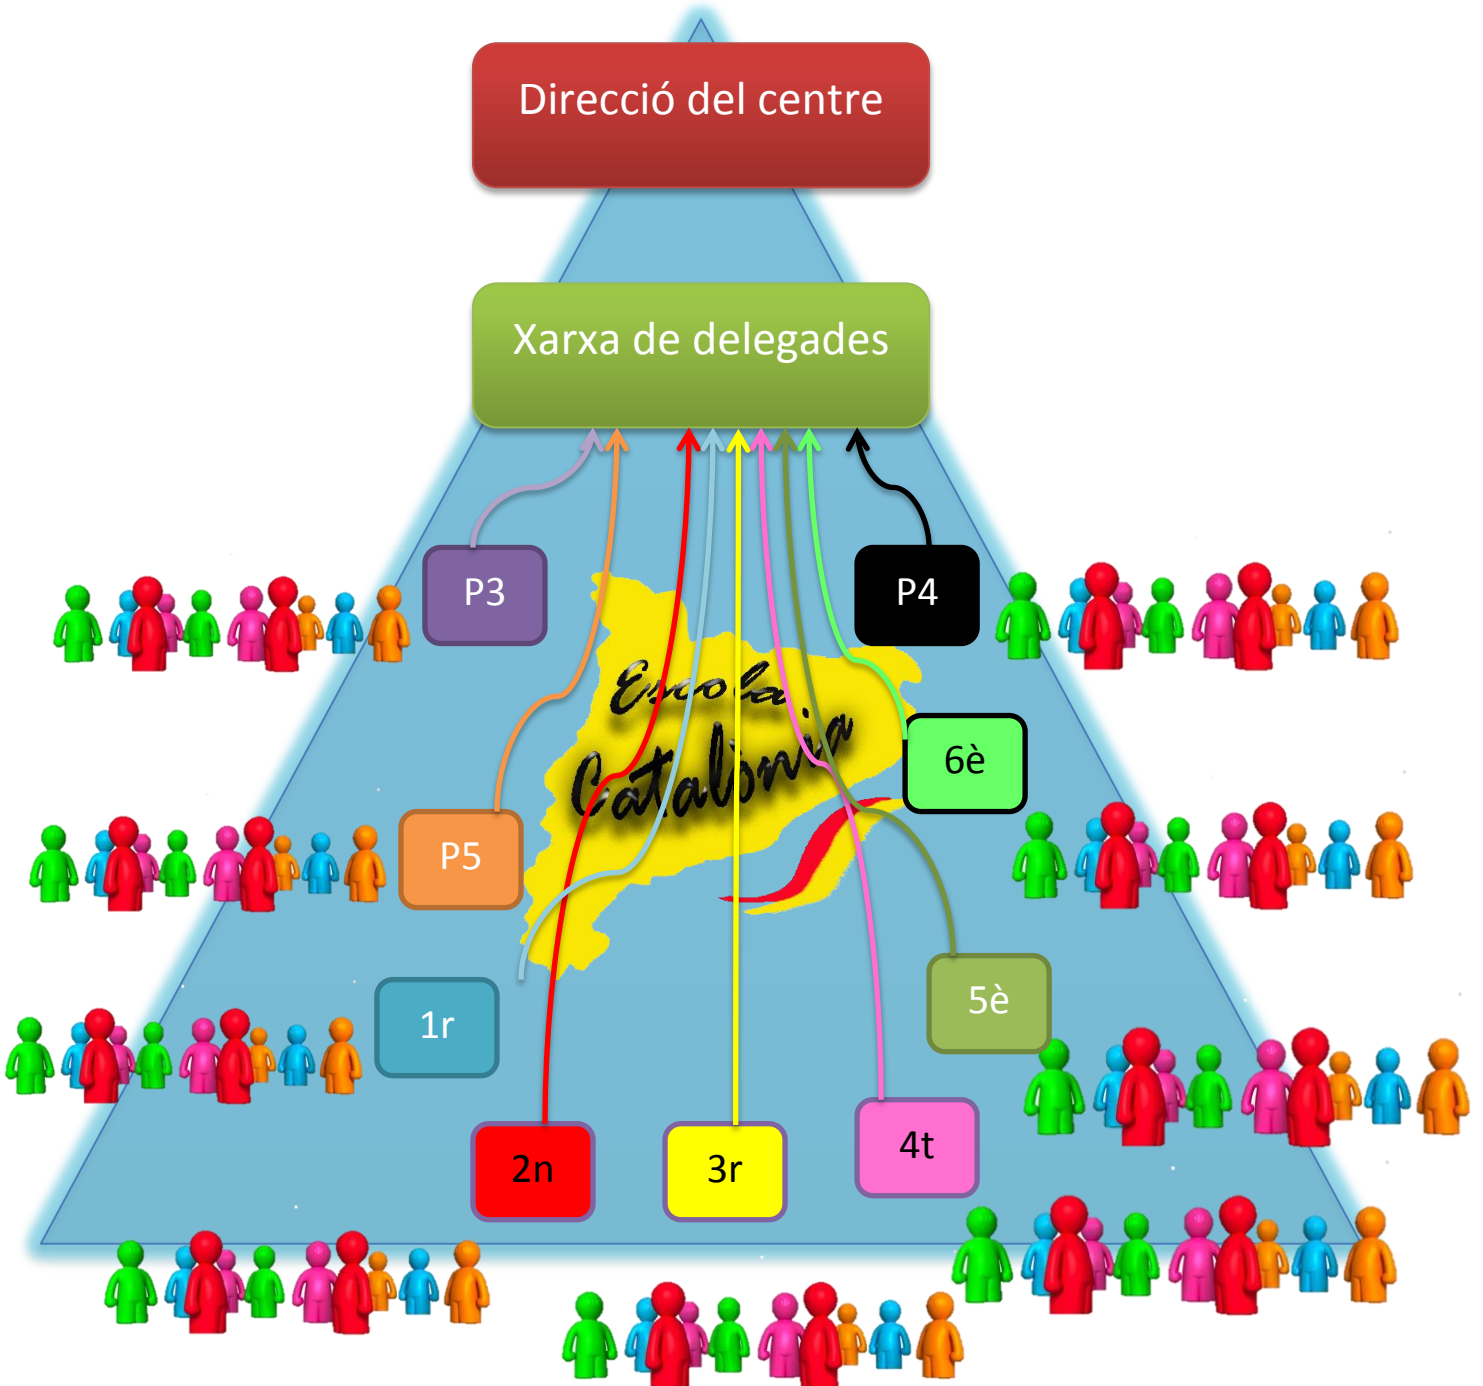 Direcció del centre
Xarxa de delegades
P3
P4
Escola
Catalònia
6è
P5
5è
1r
4t
2n
3r